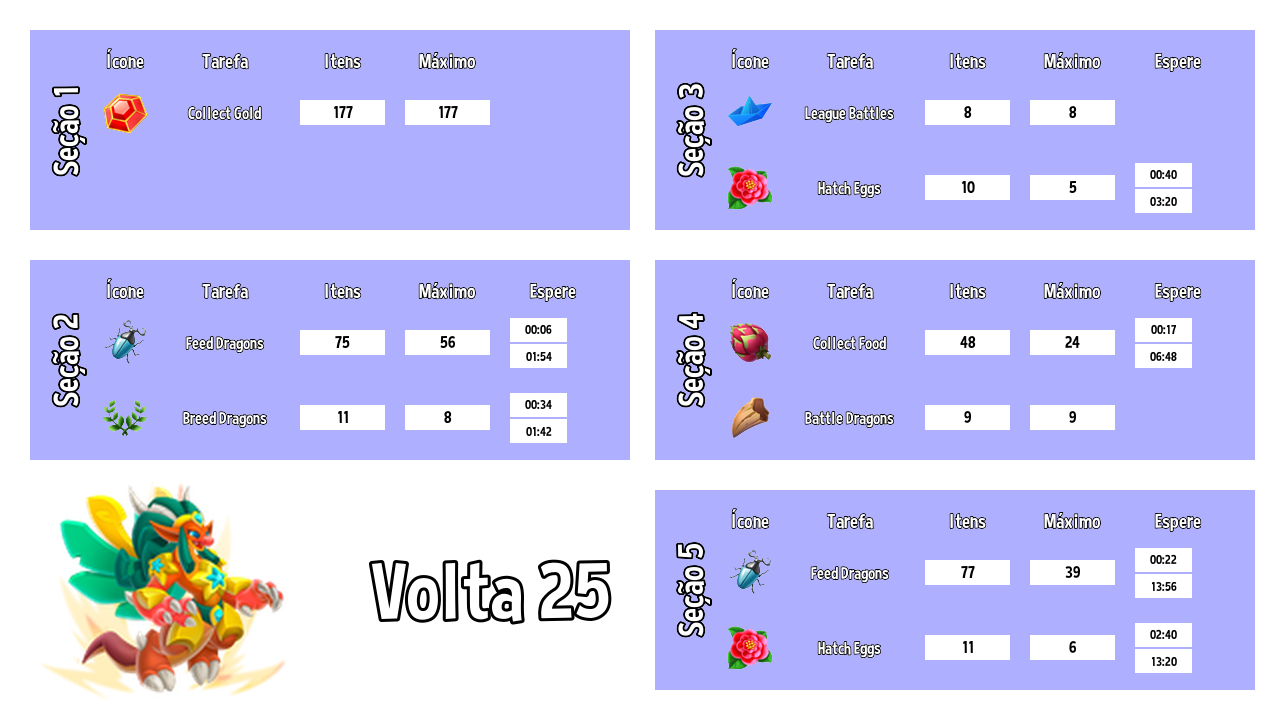 Seção 1
Ícone Tarefa Itens Máximo
Collect Gold 177 177
Seção 2
Ícone Tarefa Itens Máximo Espere
Feed Dragons 75 56 00:06
01:54
Breed Dragons 11 8 00:34
01:42
Seção 3
Ícone Tarefa Itens Máximo Espere
League Battles 8 8
Hatch Eggs 10 5 00:40
03:20
Seção 4
Ícone Tarefa Itens Máximo Espere
Collect Food 48 24 00:17
06:48
Battle Dragons 9 9
Seção 5
Ícone Tarefa Itens Máximo Espere
Feed Dragons 77 39 00:22
13:56
Hatch Eggs 11 6 02:40
13:20
Volta 25